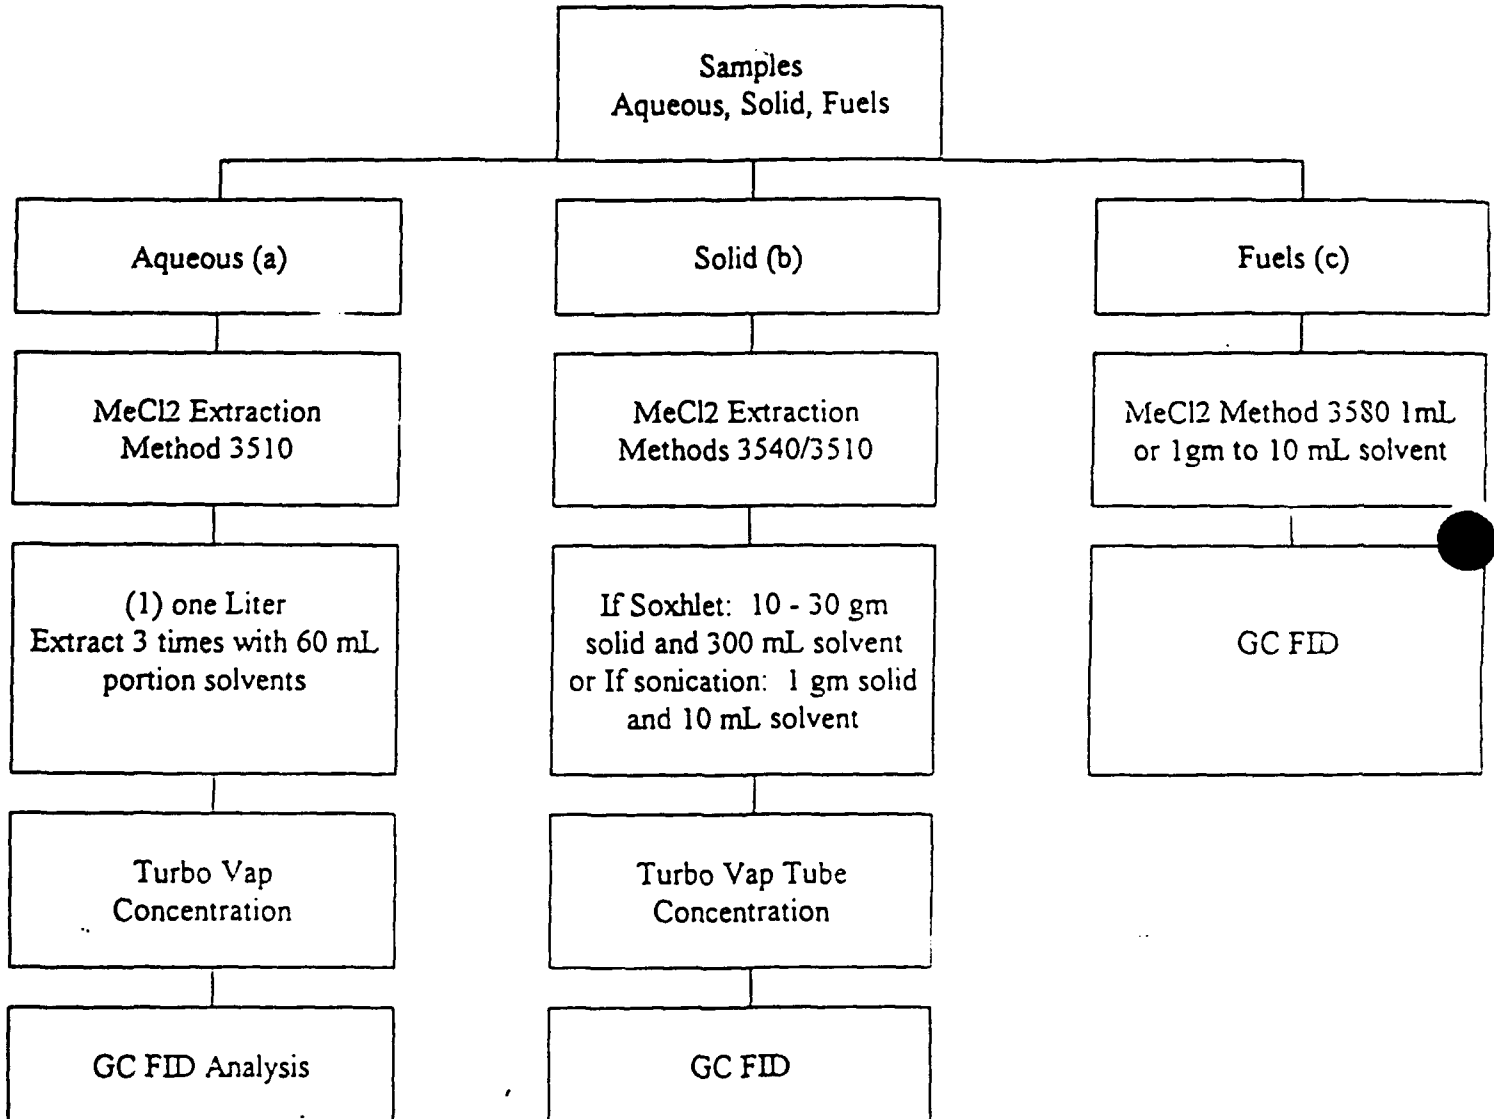 Samples
Aqueous, Solid, Fuels
Aqueous (a)
Solid (b)
Fuels (c)
MeCl2 Extraction
Method 3510
MeCl2 Extraction
Methods 3540/3510
MeCl2 Method 3580 1mL
or 1gm to 10 mL solvent
(1) one Liter
Extract 3 times with 60 mL
portion solvents
If Soxhlet: 10 - 30 gm
solid and 300 mL solvent
or If sonication: 1 gm solid
and 10 mL solvent
GC FID
Turbo Vap
Concentration
Turbo Vap Tube
Concentration
GC FID Analysis
GC FID